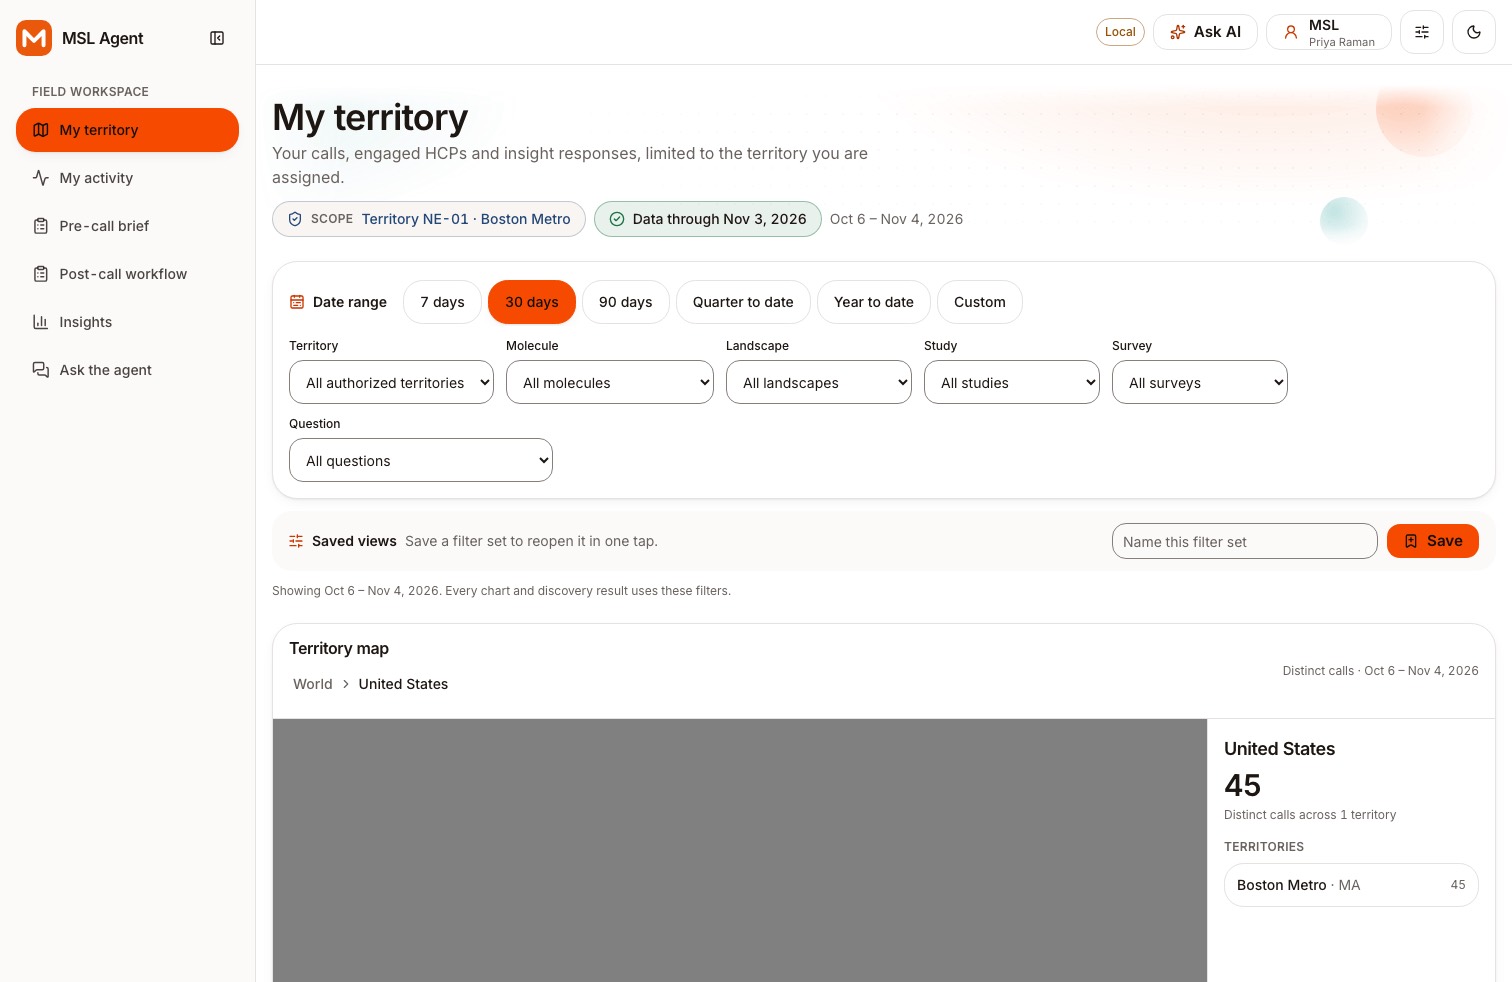 MSL Agent
FIELD WORKSPACE
My territory
My activity
Pre-call brief
Post-call workflow
Insights
Ask the agent
Local
Ask AI
MSL
Priya Raman
My territory
Your calls, engaged HCPs and insight responses, limited to the territory you are
assigned.
SCOPE Territory NE-01 · Boston Metro
Data through Nov 3, 2026
Oct 6 – Nov 4, 2026
Date range
7 days
30 days
90 days
Quarter to date
Year to date
Custom
Territory
Molecule
Landscape
Study
Survey
All authorized territories
All molecules
All landscapes
All studies
All surveys
Question
All questions
Saved views Save a filter set to reopen it in one tap.
Name this filter set
Save
Showing Oct 6 – Nov 4, 2026. Every chart and discovery result uses these filters.
Territory map
World > United States
Distinct calls · Oct 6 – Nov 4, 2026
United States
45
Distinct calls across 1 territory
TERRITORIES
Boston Metro · MA 45